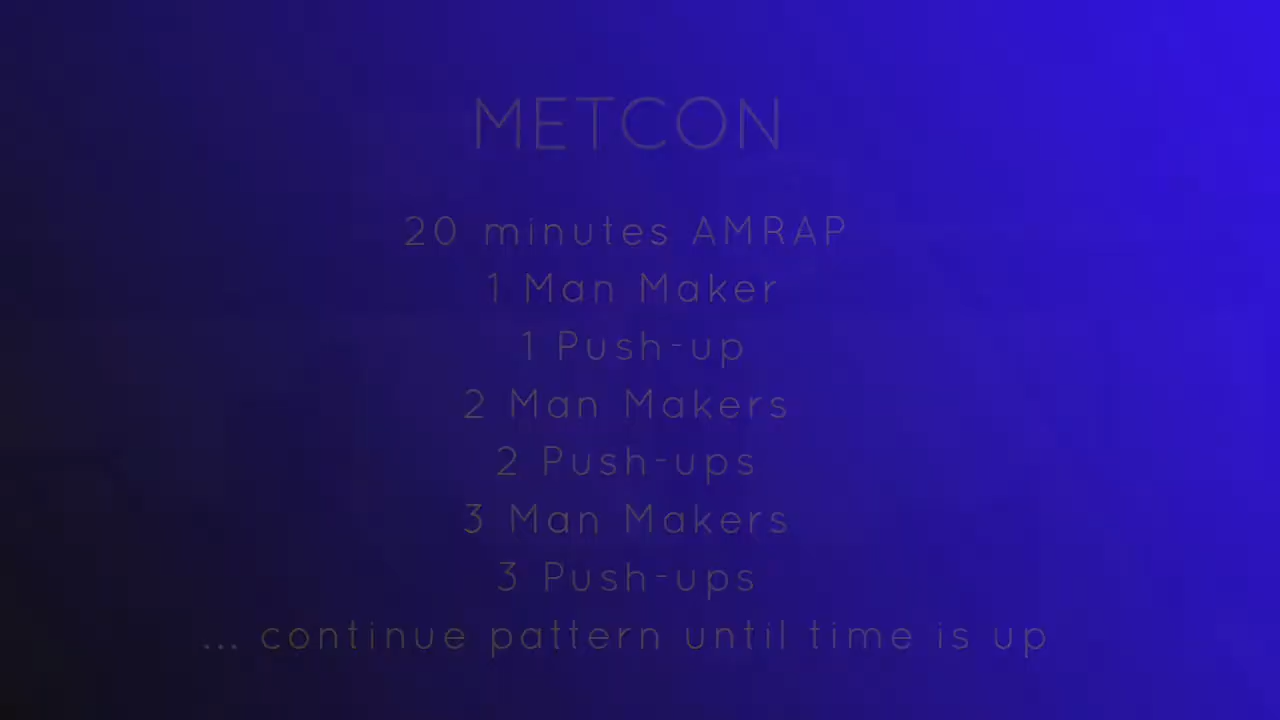 METCON
20 minutes AMRAP
1 Man Maker
1 Push-up
2 Man Makers
2 Push-ups
3 Man Makers
3 Push-ups
... continue pattern until time is up